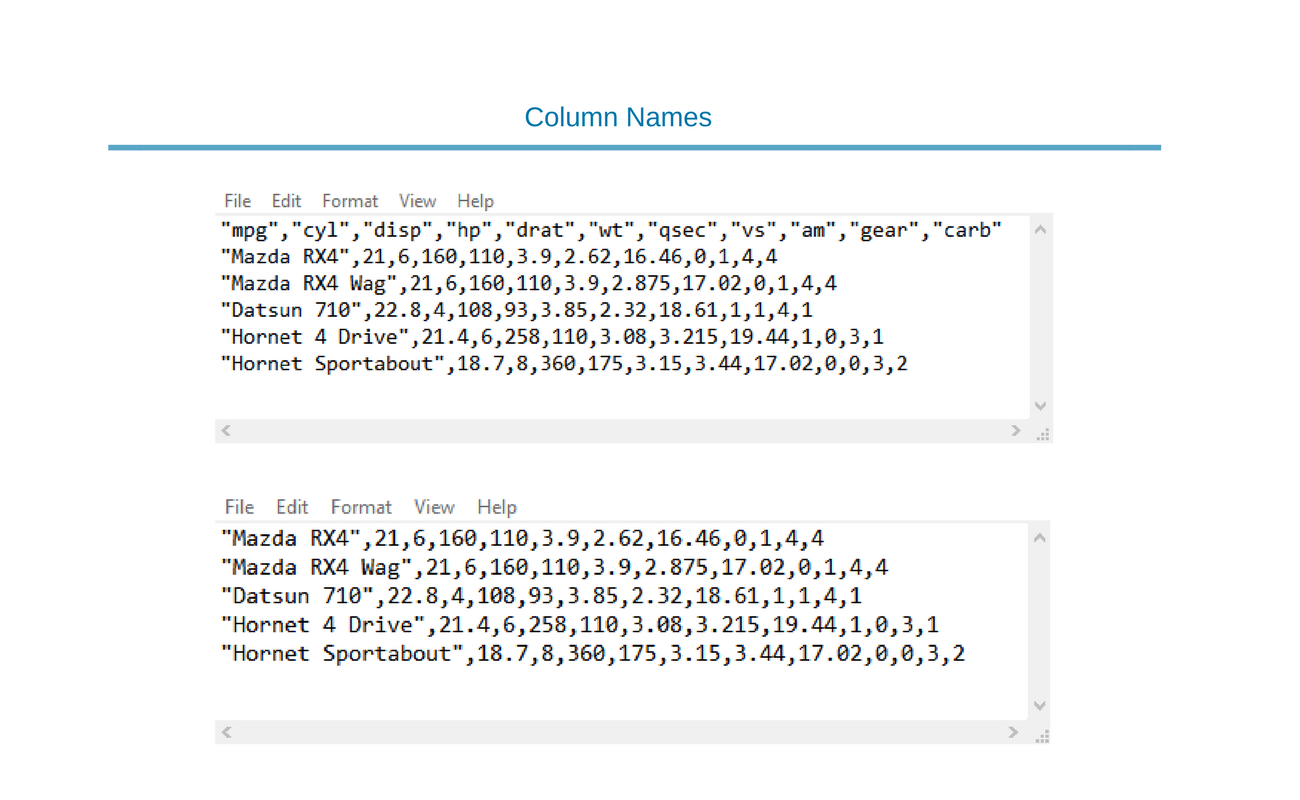 Column Names
File Edit Format View Help
"mpg","cyl","disp","hp","drat","wt","qsec","vs","am","gear","carb"
"Mazda RX4",21,6,160,110,3.9,2.62,16.46,0,1,4,4
"Mazda RX4 Wag",21,6,160,110,3.9,2.875,17.02,0,1,4,4
"Datsun 710",22.8,4,108,93,3.85,2.32,18.61,1,1,4,1
"Hornet 4 Drive",21.4,6,258,110,3.08,3.215,19.44,1,0,3,1
"Hornet Sportabout",18.7,8,360,175,3.15,3.44,17.02,0,0,3,2
File Edit Format View Help
"Mazda RX4",21,6,160,110,3.9,2.62,16.46,0,1,4,4
"Mazda RX4 Wag",21,6,160,110,3.9,2.875,17.02,0,1,4,4
"Datsun 710",22.8,4,108,93,3.85,2.32,18.61,1,1,4,1
"Hornet 4 Drive",21.4,6,258,110,3.08,3.215,19.44,1,0,3,1
"Hornet Sportabout",18.7,8,360,175,3.15,3.44,17.02,0,0,3,2